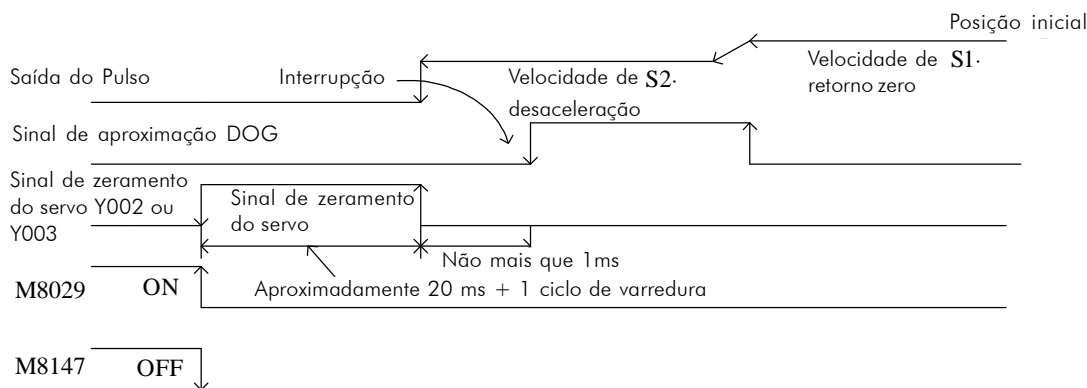 Posição inicial
Saída do Pulso
Interrupção
Velocidade de S2·
desaceleração
Velocidade de S1·
retorno zero
Sinal de aproximação DOG
Sinal de zeramento
do servo Y002 ou
Y003
Sinal de zeramento
do servo
Não mais que 1ms
M8029 ON
Aproximadamente 20 ms + 1 ciclo de varredura
M8147 OFF